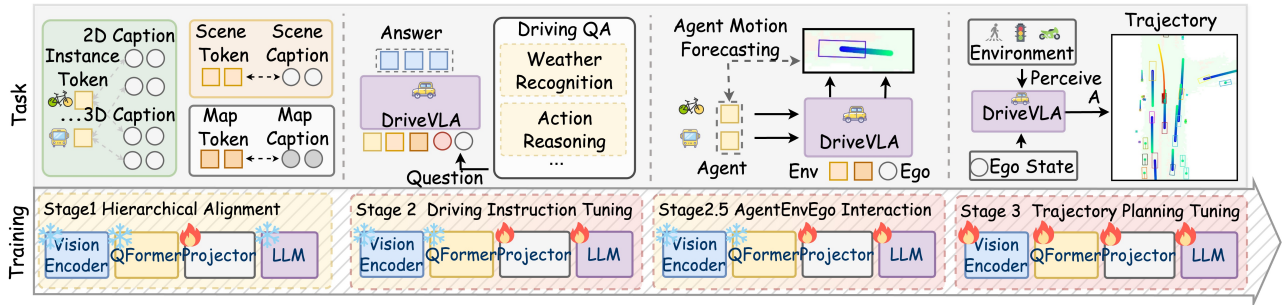 Task
2D Caption
Instance
Token
...3D Caption
Scene Token
Scene Caption
Map Token
Map Caption
Answer
DriveVLA
Question
Driving QA
Weather
Recognition
Action
Reasoning
...
Agent Motion
Forecasting
Agent
DriveVLA
Env
Ego
Environment
Perceive
DriveVLA
A
Ego State
Trajectory
Training
Stage1 Hierarchical Alignment
Vision
Encoder
QFormer
Projector
LLM
Stage 2 Driving Instruction Tuning
Vision
Encoder
QFormer
Projector
LLM
Stage2.5 AgentEnvEgo Interaction
Vision
Encoder
QFormer
Projector
LLM
Stage 3 Trajectory Planning Tuning
Vision
Encoder
QFormer
Projector
LLM